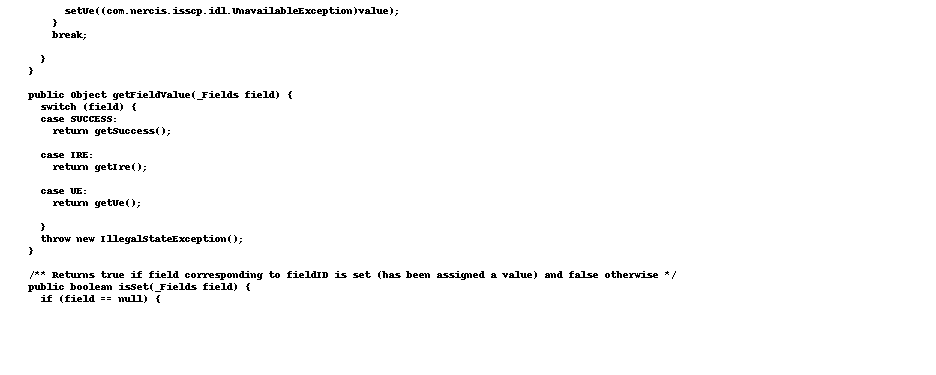 setUe((com.nercis.isscp.idl.UnavailableException)value);
}
break;
}
}
public Object getFieldValue(_Fields field) {
switch (field) {
case SUCCESS:
return getSuccess();
case IRE:
return getIre();
case UE:
return getUe();
}
throw new IllegalStateException();
}
/** Returns true if field corresponding to fieldID is set (has been assigned a value) and false otherwise */
public boolean isSet(_Fields field) {
if (field == null) {